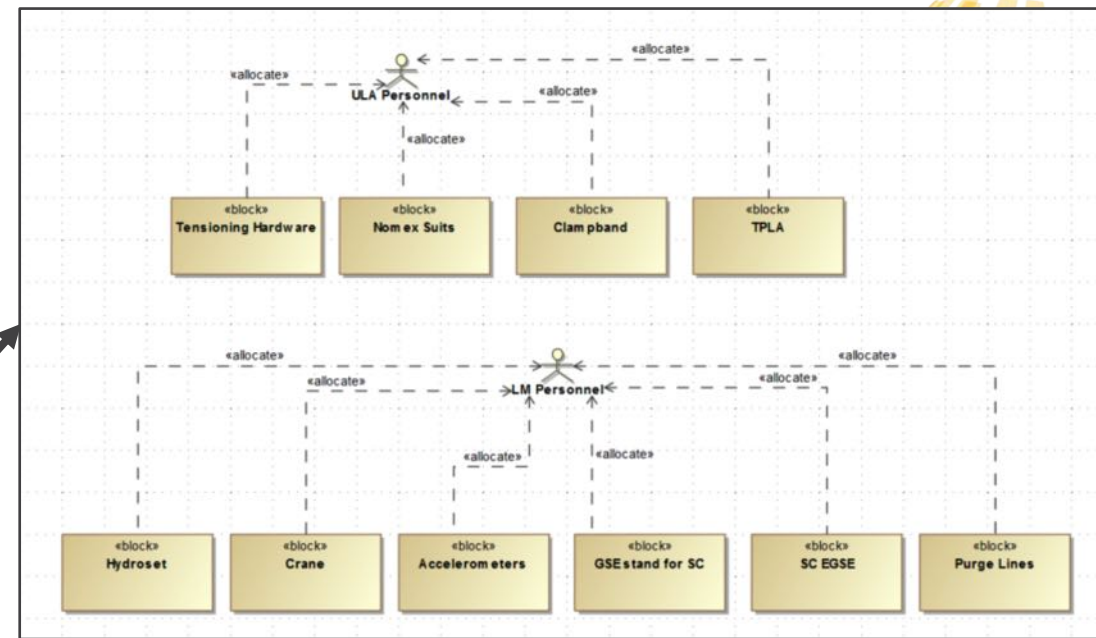 «allocate»
«allocate»
ULA Personnel
«allocate»
«allocate»
«block»
Tensioning Hardware
«block»
Nomex Suits
«block»
Clampband
«block»
TPLA
«allocate»
«allocate»
«allocate»
«allocate»
LM Personnel
«allocate»
«allocate»
«block»
Hydroset
«block»
Crane
«block»
Accelerometers
«block»
GSE stand for SC
«block»
SC EGSE
«block»
Purge Lines